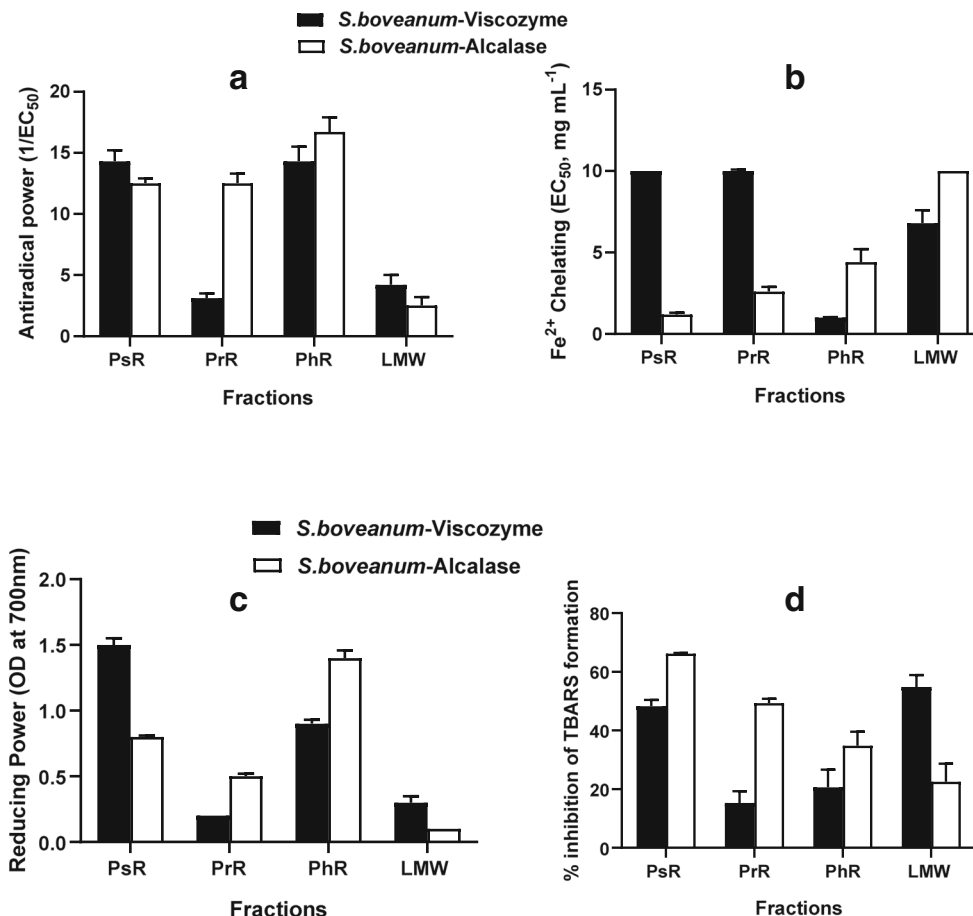 S.boveanum-Viscozyme
S.boveanum-Alcalase
a
Antiradical power (1/EC50)
20
15
10
5
0
PsR PrR PhR LMW
Fractions
b
Fe2+ Chelating (EC50, mg mL-1)
15
10
5
0
PsR PrR PhR LMW
Fractions
S.boveanum-Viscozyme
S.boveanum-Alcalase
c
Reducing Power (OD at 700nm)
2.0
1.5
1.0
0.5
0.0
PsR PrR PhR LMW
Fractions
d
% inhibition of TBARS formation
80
60
40
20
0
PsR PrR PhR LMW
Fractions